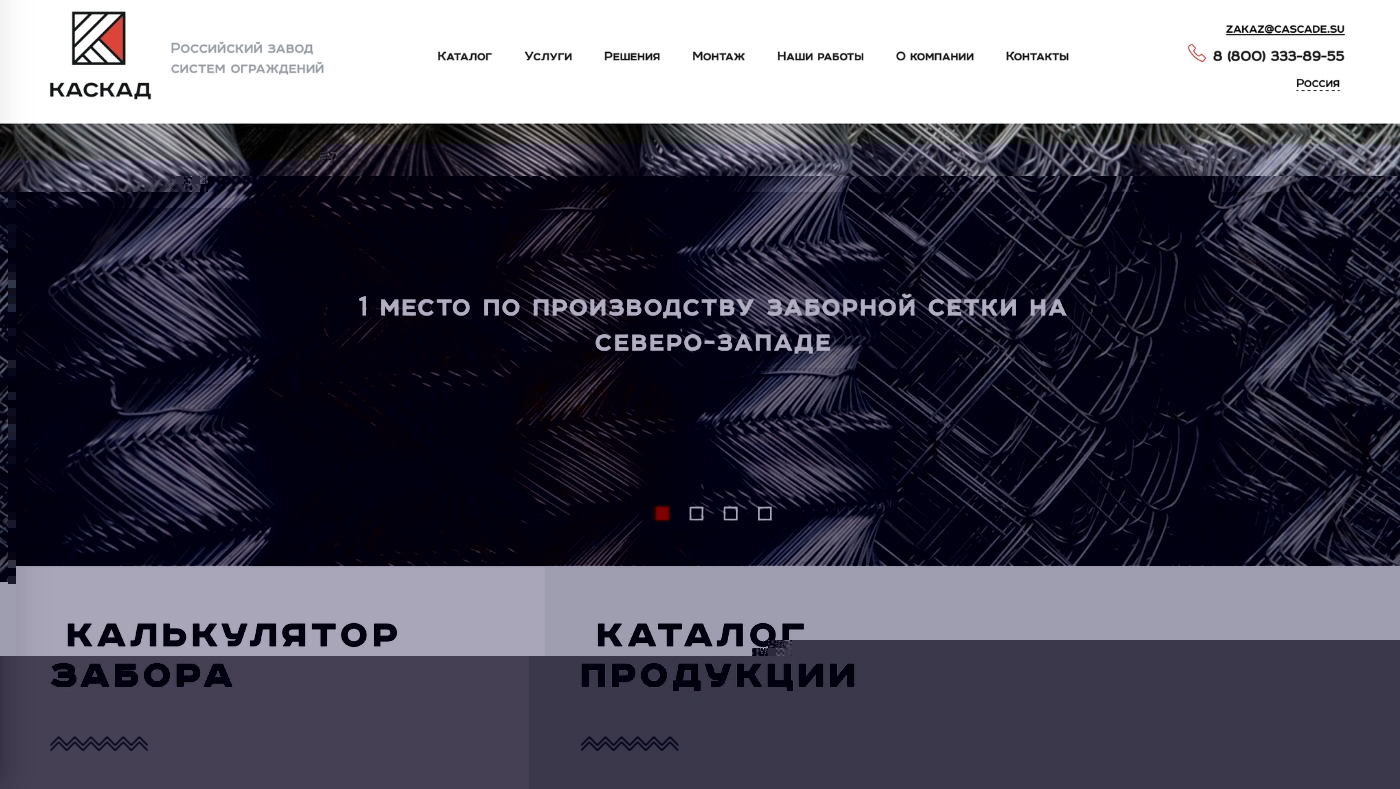 КАСКАД
Российский завод
систем ограждений
Каталог Услуги Решения Монтаж Наши работы О компании Контакты
ZAKAZ@CASCADE.SU
8 (800) 333-89-55
Россия
1 место по производству заборной сетки на
Северо-Западе
КАЛЬКУЛЯТОР
ЗАБОРА
КАТАЛОГ
ПРОДУКЦИИ